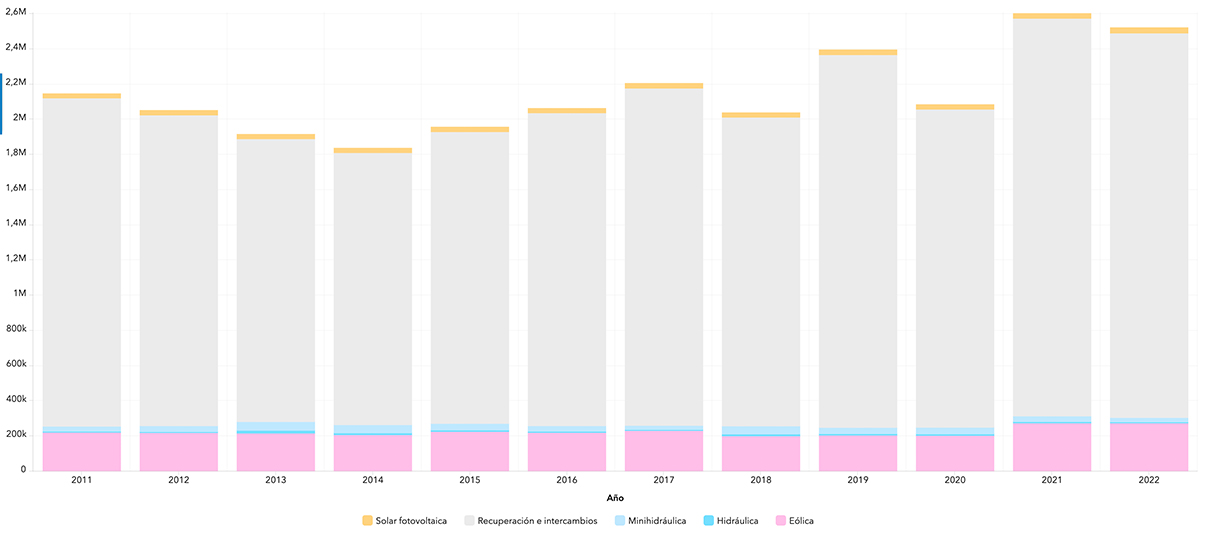 2,6M
2,4M
2,2M
2M
1,8M
1,6M
1,4M
1,2M
1M
800k
600k
400k
200k
0
2011 2012 2013 2014 2015 2016 2017 2018 2019 2020 2021 2022
Año
Solar fotovoltaica Recuperación e intercambios Minihidráulica Hidráulica Eólica